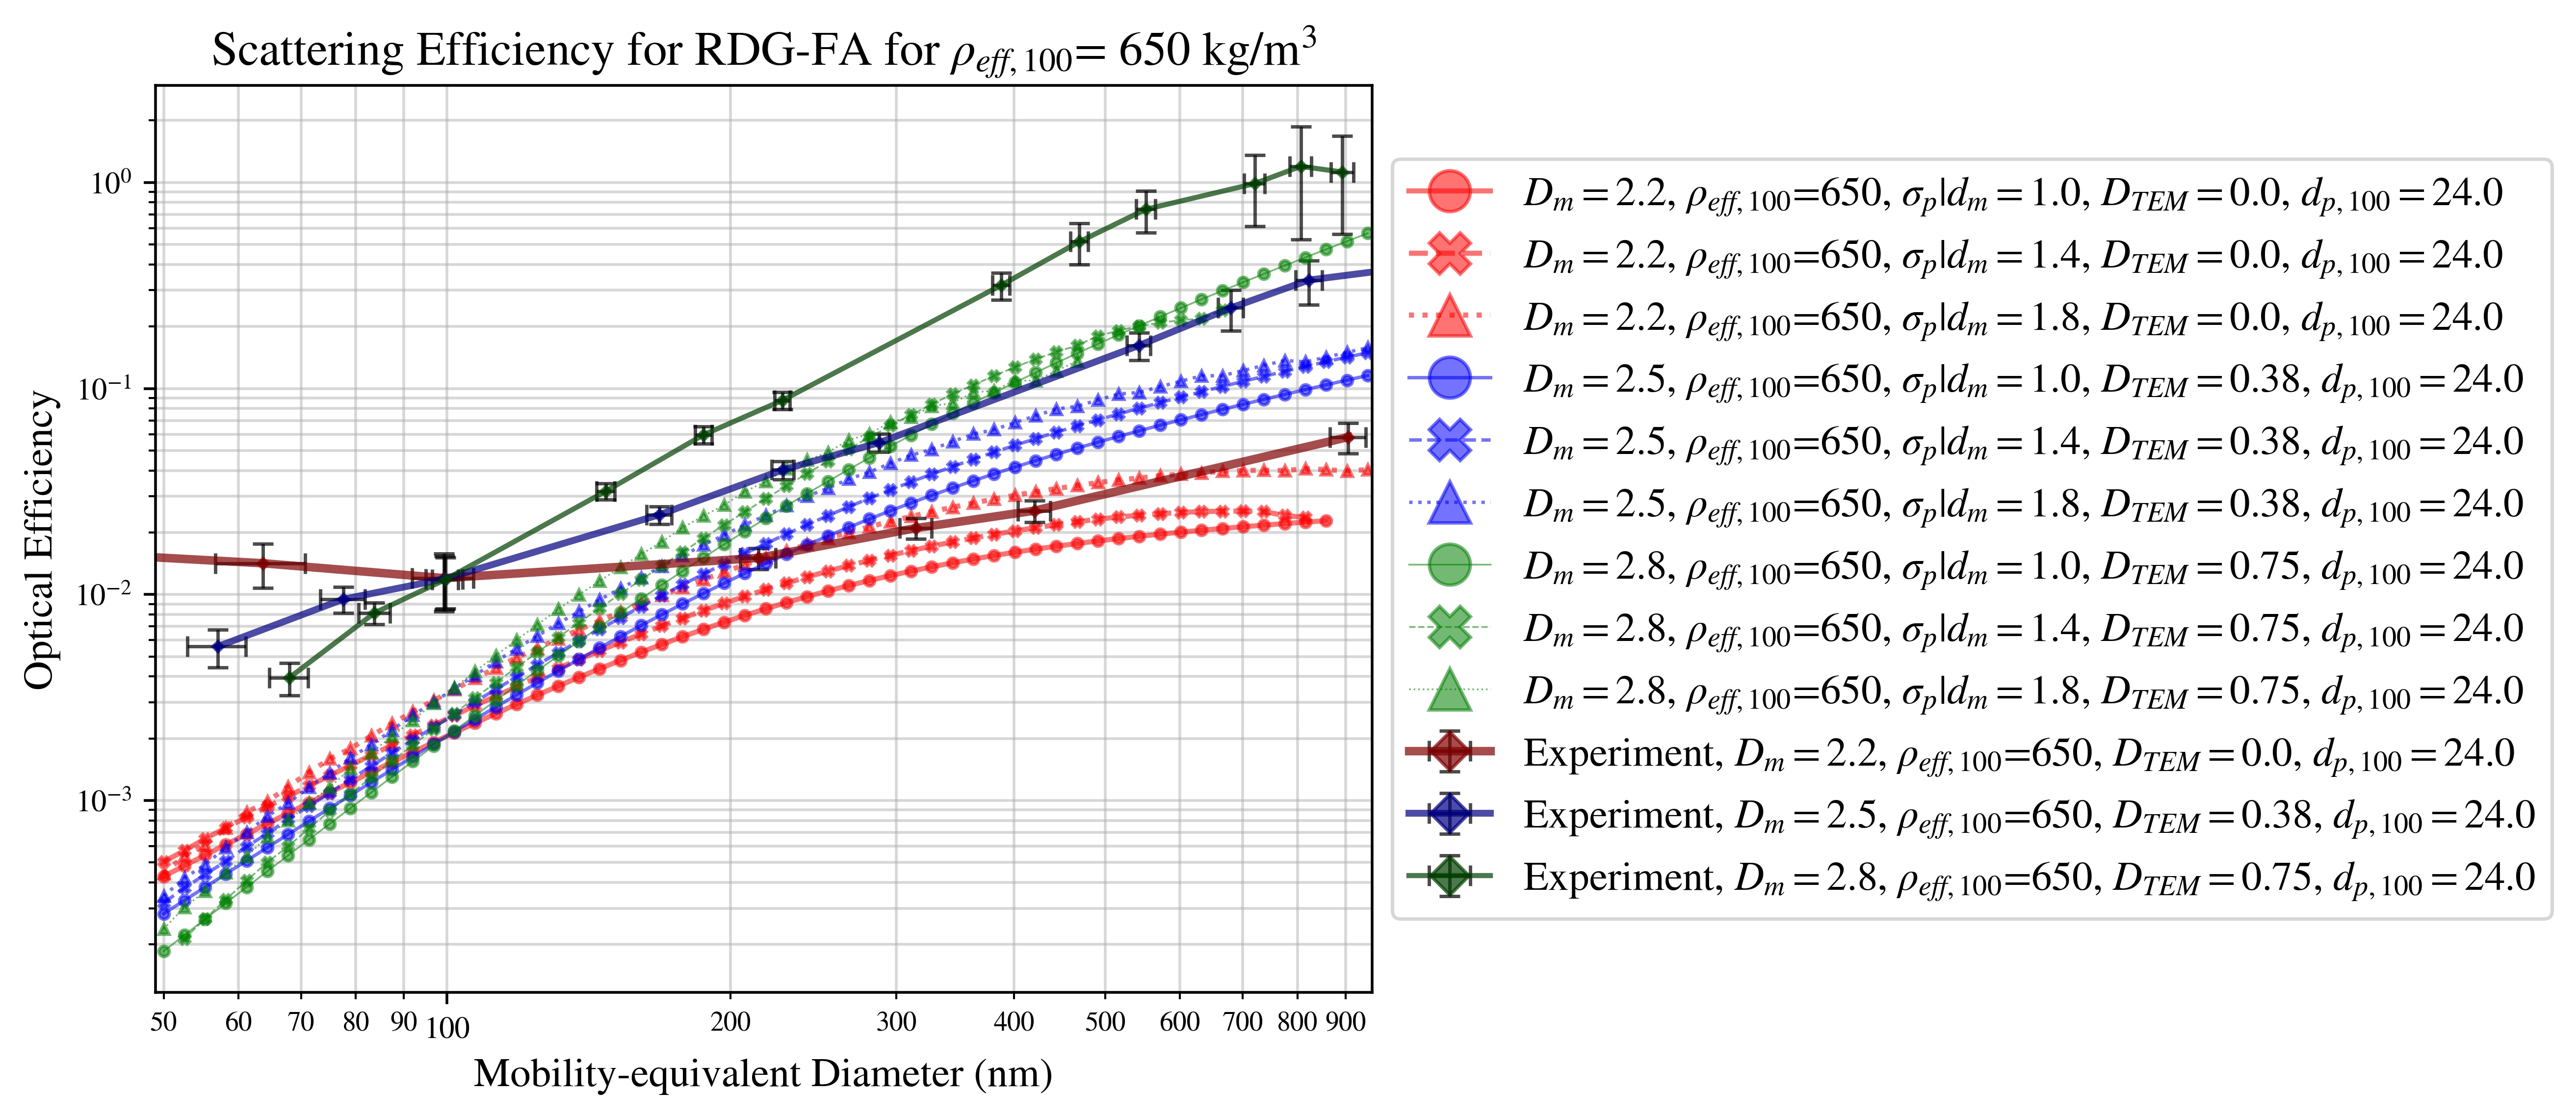 Scattering Efficiency for RDG-FA for ρ_eff,100= 650 kg/m³
Optical Efficiency
10⁰
10⁻¹
10⁻²
10⁻³
50 60 70 80 90 100 200 300 400 500 600 700 800 900
Mobility-equivalent Diameter (nm)
D_m = 2.2, ρ_eff,100=650, σ_p|d_m = 1.0, D_TEM = 0.0, d_p,100 = 24.0
D_m = 2.2, ρ_eff,100=650, σ_p|d_m = 1.4, D_TEM = 0.0, d_p,100 = 24.0
D_m = 2.2, ρ_eff,100=650, σ_p|d_m = 1.8, D_TEM = 0.0, d_p,100 = 24.0
D_m = 2.5, ρ_eff,100=650, σ_p|d_m = 1.0, D_TEM = 0.38, d_p,100 = 24.0
D_m = 2.5, ρ_eff,100=650, σ_p|d_m = 1.4, D_TEM = 0.38, d_p,100 = 24.0
D_m = 2.5, ρ_eff,100=650, σ_p|d_m = 1.8, D_TEM = 0.38, d_p,100 = 24.0
D_m = 2.8, ρ_eff,100=650, σ_p|d_m = 1.0, D_TEM = 0.75, d_p,100 = 24.0
D_m = 2.8, ρ_eff,100=650, σ_p|d_m = 1.4, D_TEM = 0.75, d_p,100 = 24.0
D_m = 2.8, ρ_eff,100=650, σ_p|d_m = 1.8, D_TEM = 0.75, d_p,100 = 24.0
Experiment, D_m = 2.2, ρ_eff,100=650, D_TEM = 0.0, d_p,100 = 24.0
Experiment, D_m = 2.5, ρ_eff,100=650, D_TEM = 0.38, d_p,100 = 24.0
Experiment, D_m = 2.8, ρ_eff,100=650, D_TEM = 0.75, d_p,100 = 24.0